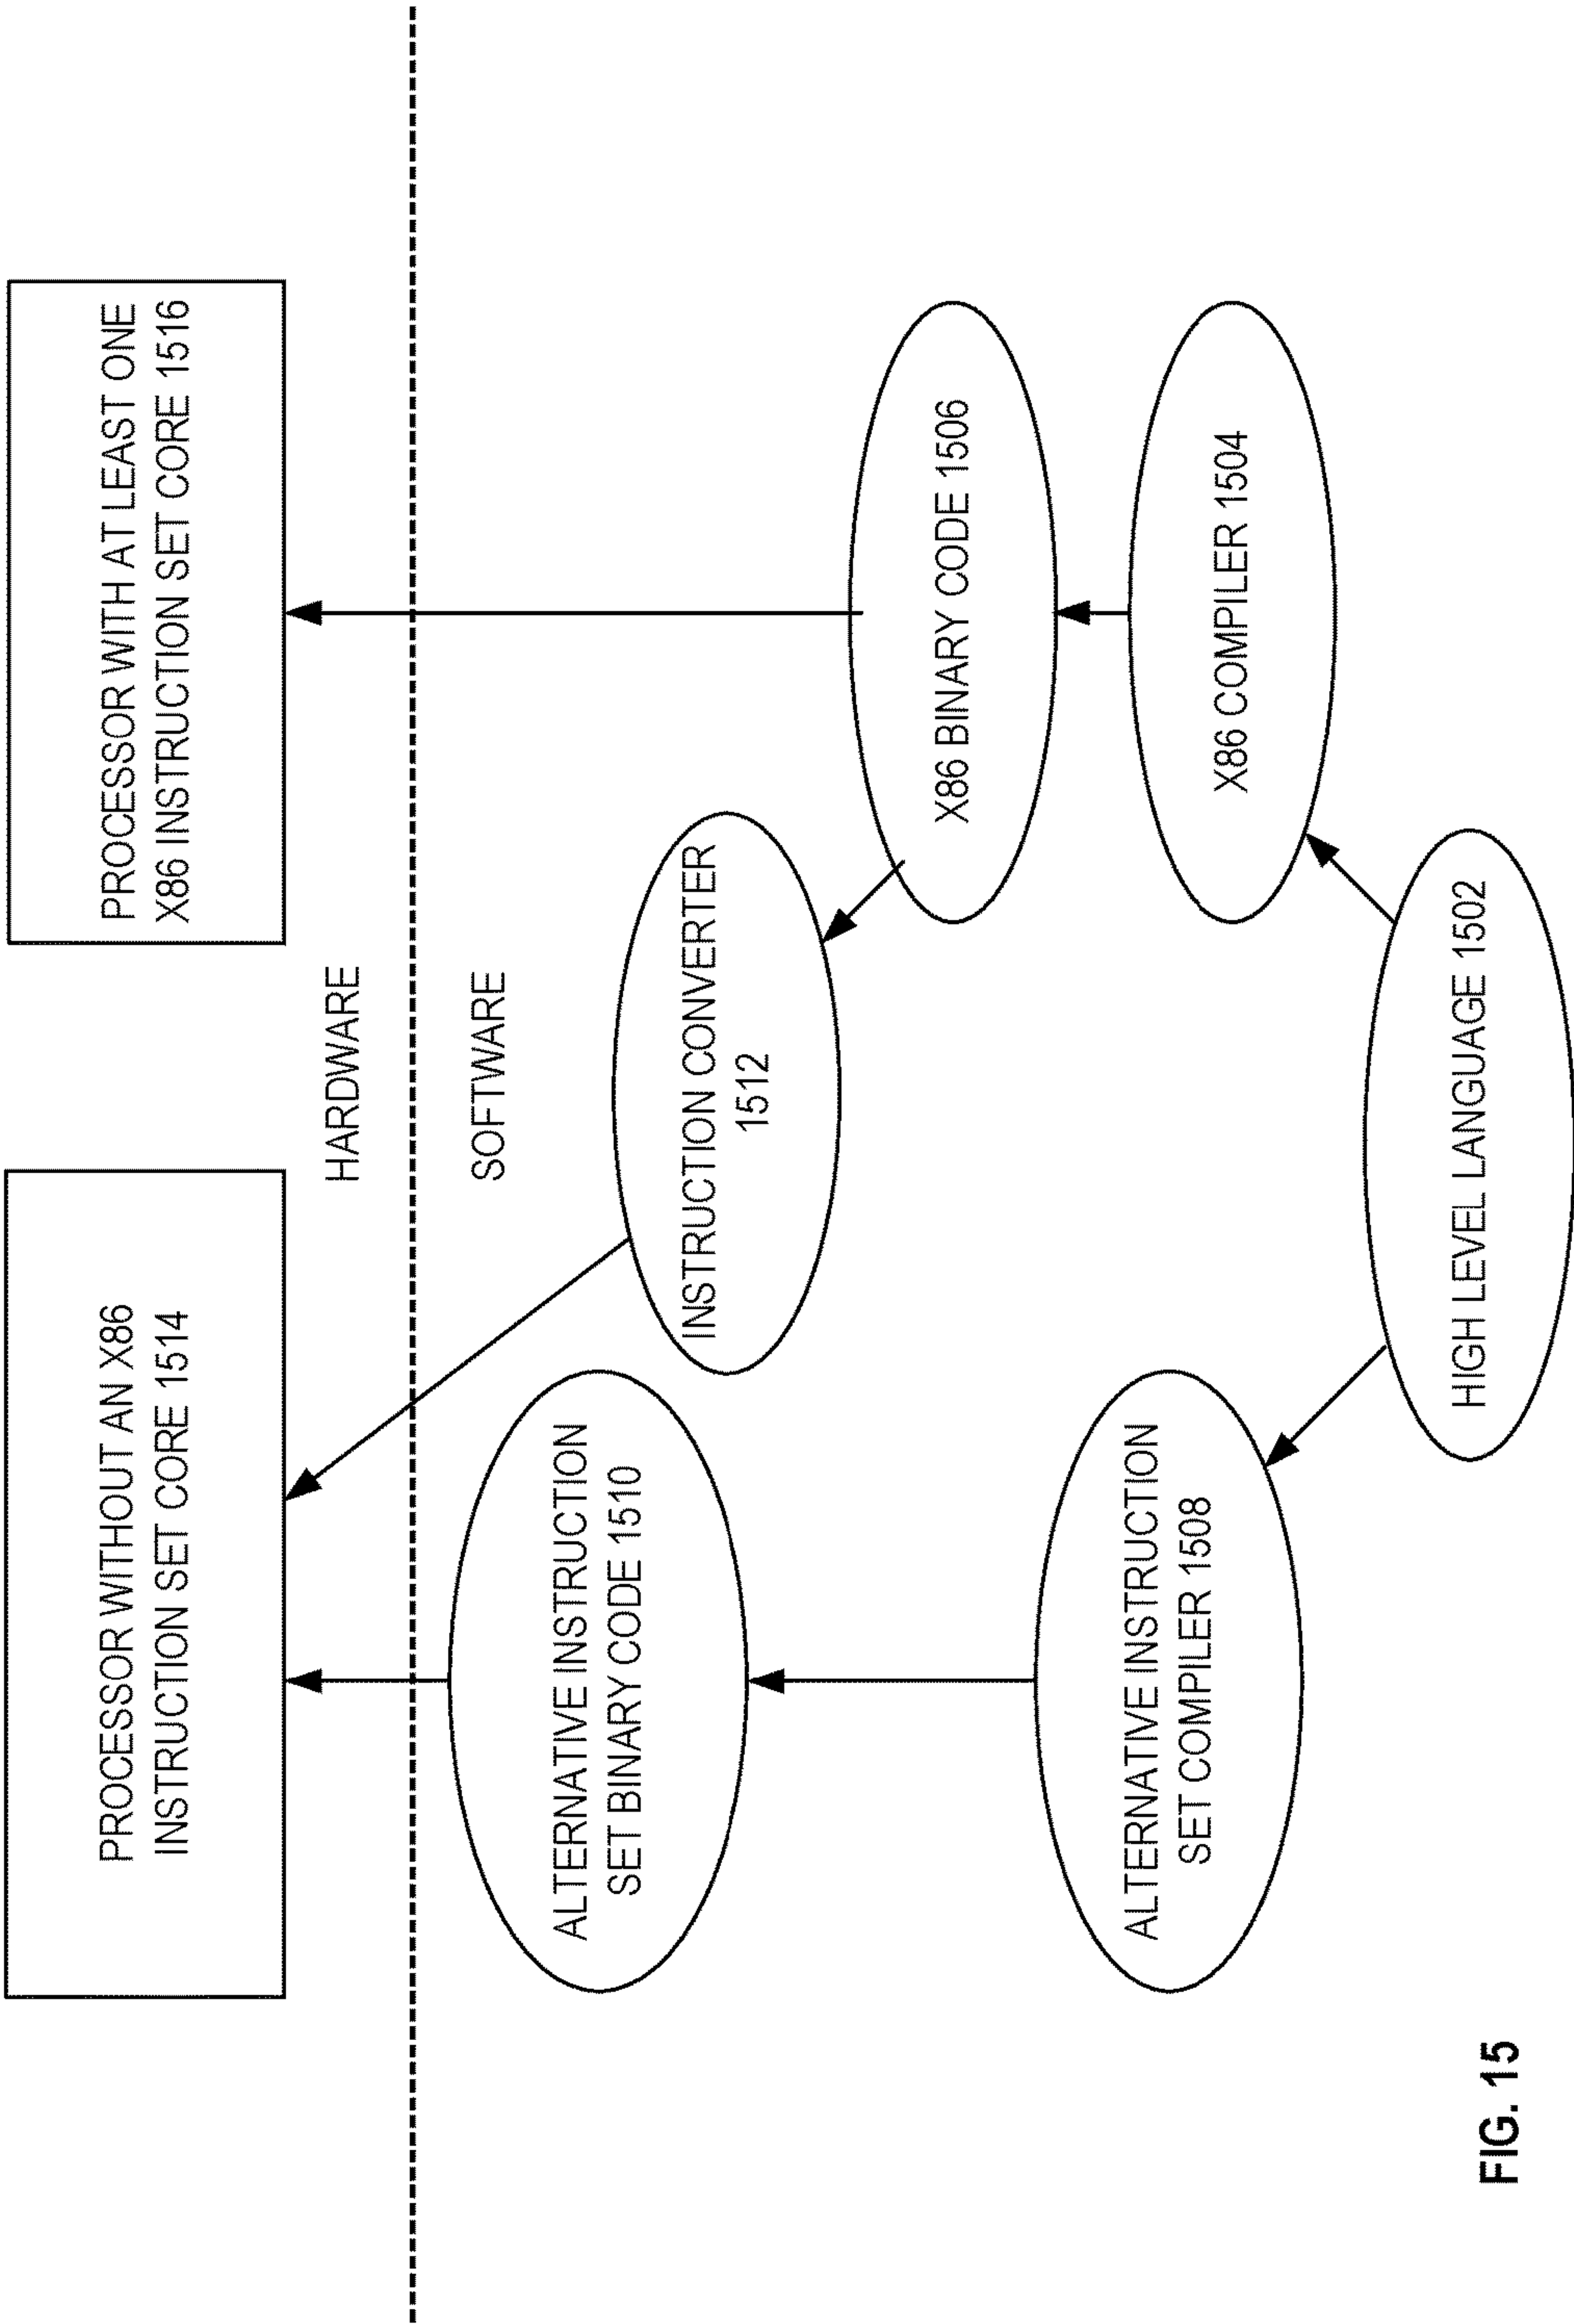 PROCESSOR WITHOUT AN X86
INSTRUCTION SET CORE 1514
PROCESSOR WITH AT LEAST ONE
X86 INSTRUCTION SET CORE 1516
HARDWARE
SOFTWARE
ALTERNATIVE INSTRUCTION
SET BINARY CODE 1510
INSTRUCTION CONVERTER
1512
X86 BINARY CODE 1506
ALTERNATIVE INSTRUCTION
SET COMPILER 1508
X86 COMPILER 1504
HIGH LEVEL LANGUAGE 1502
FIG. 15